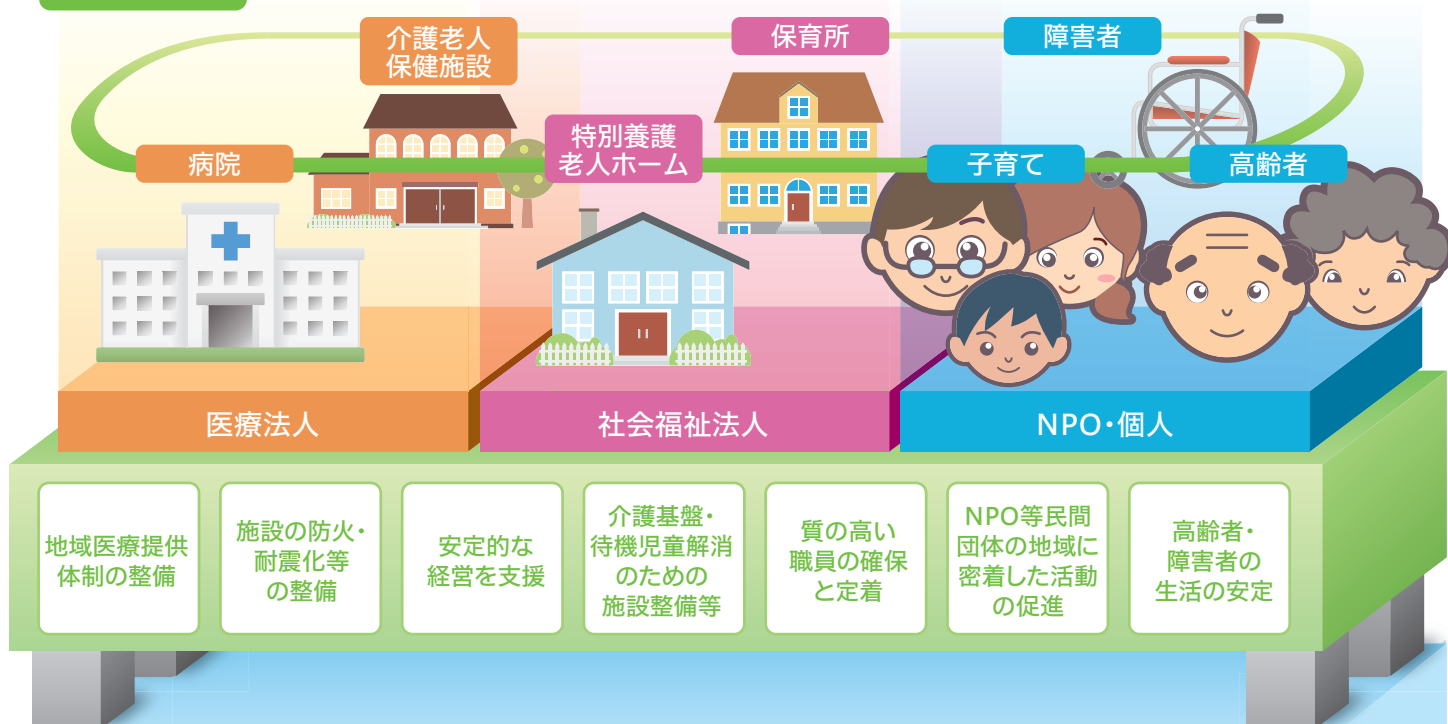 介護老人
保健施設
保育所
障害者
病院
特別養護
老人ホーム
子育て
高齢者
医療法人
社会福祉法人
NPO・個人
地域医療提供
体制の整備
施設の防火・
耐震化等
の整備
安定的な
経営を支援
介護基盤・
待機児童解消
のための
施設整備等
質の高い
職員の確保
と定着
NPO等民間
団体の地域に
密着した活動
の促進
高齢者・
障害者の
生活の安定